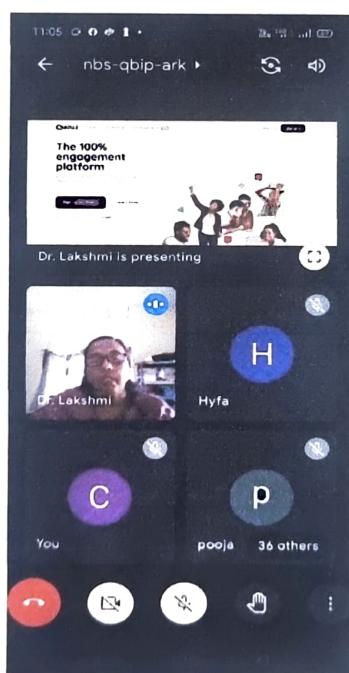 11:05
nbs-qbip-ark
The 100%
engagement
platform
Dr. Lakshmi is presenting
Dr. Lakshmi
H
Hyfa
C
You
p
pooja 36 others